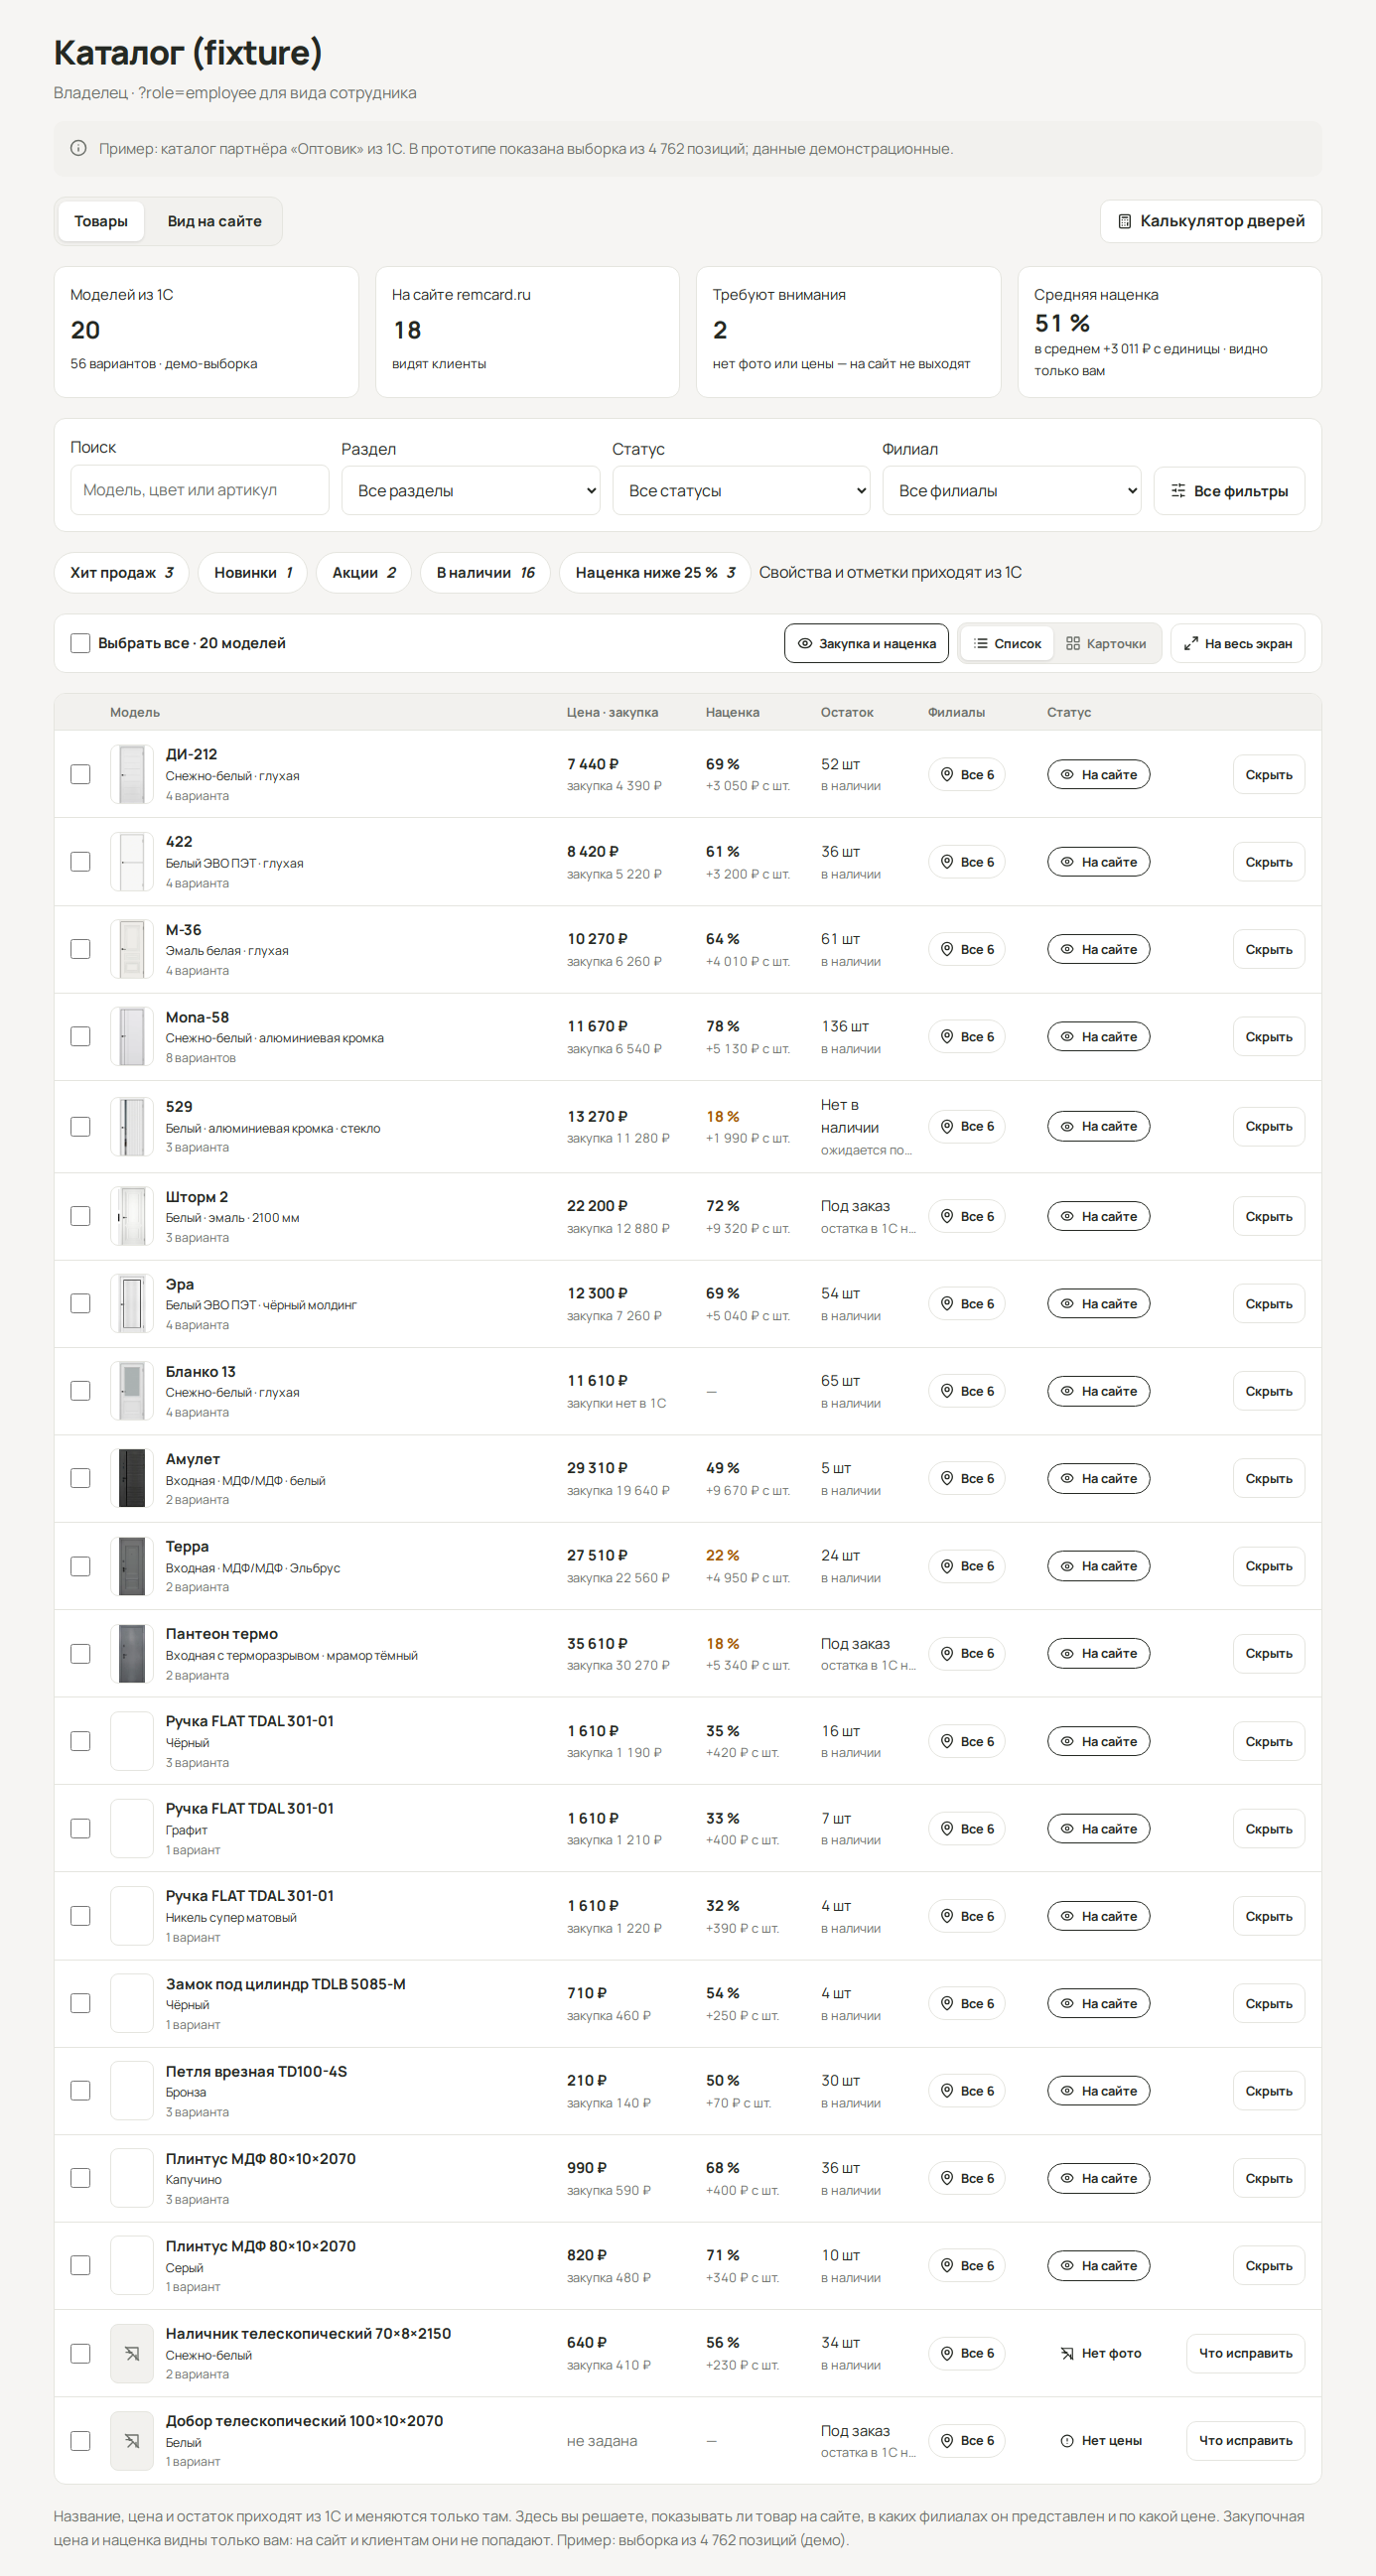 Каталог (fixture)
Владелец · ?role=employee для вида сотрудника
Пример: каталог партнёра «Оптовик» из 1С. В прототипе показана выборка из 4 762 позиций; данные демонстрационные.
Товары Вид на сайте Калькулятор дверей
Моделей из 1С
20
56 вариантов · демо-выборка
На сайте remcard.ru
18
видят клиенты
Требуют внимания
2
нет фото или цены — на сайт не выходят
Средняя наценка
51 %
в среднем +3 011 ₽ с единицы · видно
только вам
Поиск Раздел Статус Филиал
Модель, цвет или артикул Все разделы Все статусы Все филиалы Все фильтры
Хит продаж 3 Новинки 1 Акции 2 В наличии 16 Наценка ниже 25 % 3 Свойства и отметки приходят из 1С
Выбрать все · 20 моделей Закупка и наценка Список Карточки На весь экран
Модель Цена · закупка Наценка Остаток Филиалы Статус
ДИ-212
Снежно-белый · глухая
4 варианта
7 440 ₽
закупка 4 390 ₽
69 %
+3 050 ₽ с шт.
52 шт
в наличии
Все 6 На сайте Скрыть
422
Белый ЭВО ПЭТ · глухая
4 варианта
8 420 ₽
закупка 5 220 ₽
61 %
+3 200 ₽ с шт.
36 шт
в наличии
Все 6 На сайте Скрыть
М-36
Эмаль белая · глухая
4 варианта
10 270 ₽
закупка 6 260 ₽
64 %
+4 010 ₽ с шт.
61 шт
в наличии
Все 6 На сайте Скрыть
Mona-58
Снежно-белый · алюминиевая кромка
8 вариантов
11 670 ₽
закупка 6 540 ₽
78 %
+5 130 ₽ с шт.
136 шт
в наличии
Все 6 На сайте Скрыть
529
Белый · алюминиевая кромка · стекло
3 варианта
13 270 ₽
закупка 11 280 ₽
18 %
+1 990 ₽ с шт.
Нет в
наличии
ожидается по…
Все 6 На сайте Скрыть
Шторм 2
Белый · эмаль · 2100 мм
3 варианта
22 200 ₽
закупка 12 880 ₽
72 %
+9 320 ₽ с шт.
Под заказ
остатка в 1С н…
Все 6 На сайте Скрыть
Эра
Белый ЭВО ПЭТ · чёрный молдинг
4 варианта
12 300 ₽
закупка 7 260 ₽
69 %
+5 040 ₽ с шт.
54 шт
в наличии
Все 6 На сайте Скрыть
Бланко 13
Снежно-белый · глухая
4 варианта
11 610 ₽
закупки нет в 1С
—
65 шт
в наличии
Все 6 На сайте Скрыть
Амулет
Входная · МДФ/МДФ · белый
2 варианта
29 310 ₽
закупка 19 640 ₽
49 %
+9 670 ₽ с шт.
5 шт
в наличии
Все 6 На сайте Скрыть
Терра
Входная · МДФ/МДФ · Эльбрус
2 варианта
27 510 ₽
закупка 22 560 ₽
22 %
+4 950 ₽ с шт.
24 шт
в наличии
Все 6 На сайте Скрыть
Пантеон термо
Входная с терморазрывом · мрамор тёмный
2 варианта
35 610 ₽
закупка 30 270 ₽
18 %
+5 340 ₽ с шт.
Под заказ
остатка в 1С н…
Все 6 На сайте Скрыть
Ручка FLAT TDAL 301-01
Чёрный
3 варианта
1 610 ₽
закупка 1 190 ₽
35 %
+420 ₽ с шт.
16 шт
в наличии
Все 6 На сайте Скрыть
Ручка FLAT TDAL 301-01
Графит
1 вариант
1 610 ₽
закупка 1 210 ₽
33 %
+400 ₽ с шт.
7 шт
в наличии
Все 6 На сайте Скрыть
Ручка FLAT TDAL 301-01
Никель супер матовый
1 вариант
1 610 ₽
закупка 1 220 ₽
32 %
+390 ₽ с шт.
4 шт
в наличии
Все 6 На сайте Скрыть
Замок под цилиндр TDLB 5085-M
Чёрный
1 вариант
710 ₽
закупка 460 ₽
54 %
+250 ₽ с шт.
4 шт
в наличии
Все 6 На сайте Скрыть
Петля врезная TD100-4S
Бронза
3 варианта
210 ₽
закупка 140 ₽
50 %
+70 ₽ с шт.
30 шт
в наличии
Все 6 На сайте Скрыть
Плинтус МДФ 80×10×2070
Капучино
3 варианта
990 ₽
закупка 590 ₽
68 %
+400 ₽ с шт.
36 шт
в наличии
Все 6 На сайте Скрыть
Плинтус МДФ 80×10×2070
Серый
1 вариант
820 ₽
закупка 480 ₽
71 %
+340 ₽ с шт.
10 шт
в наличии
Все 6 На сайте Скрыть
Наличник телескопический 70×8×2150
Снежно-белый
2 варианта
640 ₽
закупка 410 ₽
56 %
+230 ₽ с шт.
34 шт
в наличии
Все 6 Нет фото Что исправить
Добор телескопический 100×10×2070
Белый
1 вариант
не задана
—
Под заказ
остатка в 1С н…
Все 6 Нет цены Что исправить
Название, цена и остаток приходят из 1С и меняются только там. Здесь вы решаете, показывать ли товар на сайте, в каких филиалах он представлен и по какой цене. Закупочная
цена и наценка видны только вам: на сайт и клиентам они не попадают. Пример: выборка из 4 762 позиций (демо).